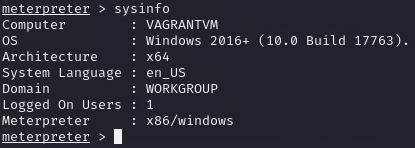 meterpreter > sysinfo
Computer        : VAGRANTVM
OS              : Windows 2016+ (10.0 Build 17763).
Architecture    : x64
System Language : en_US
Domain          : WORKGROUP
Logged On Users : 1
Meterpreter     : x86/windows
meterpreter >